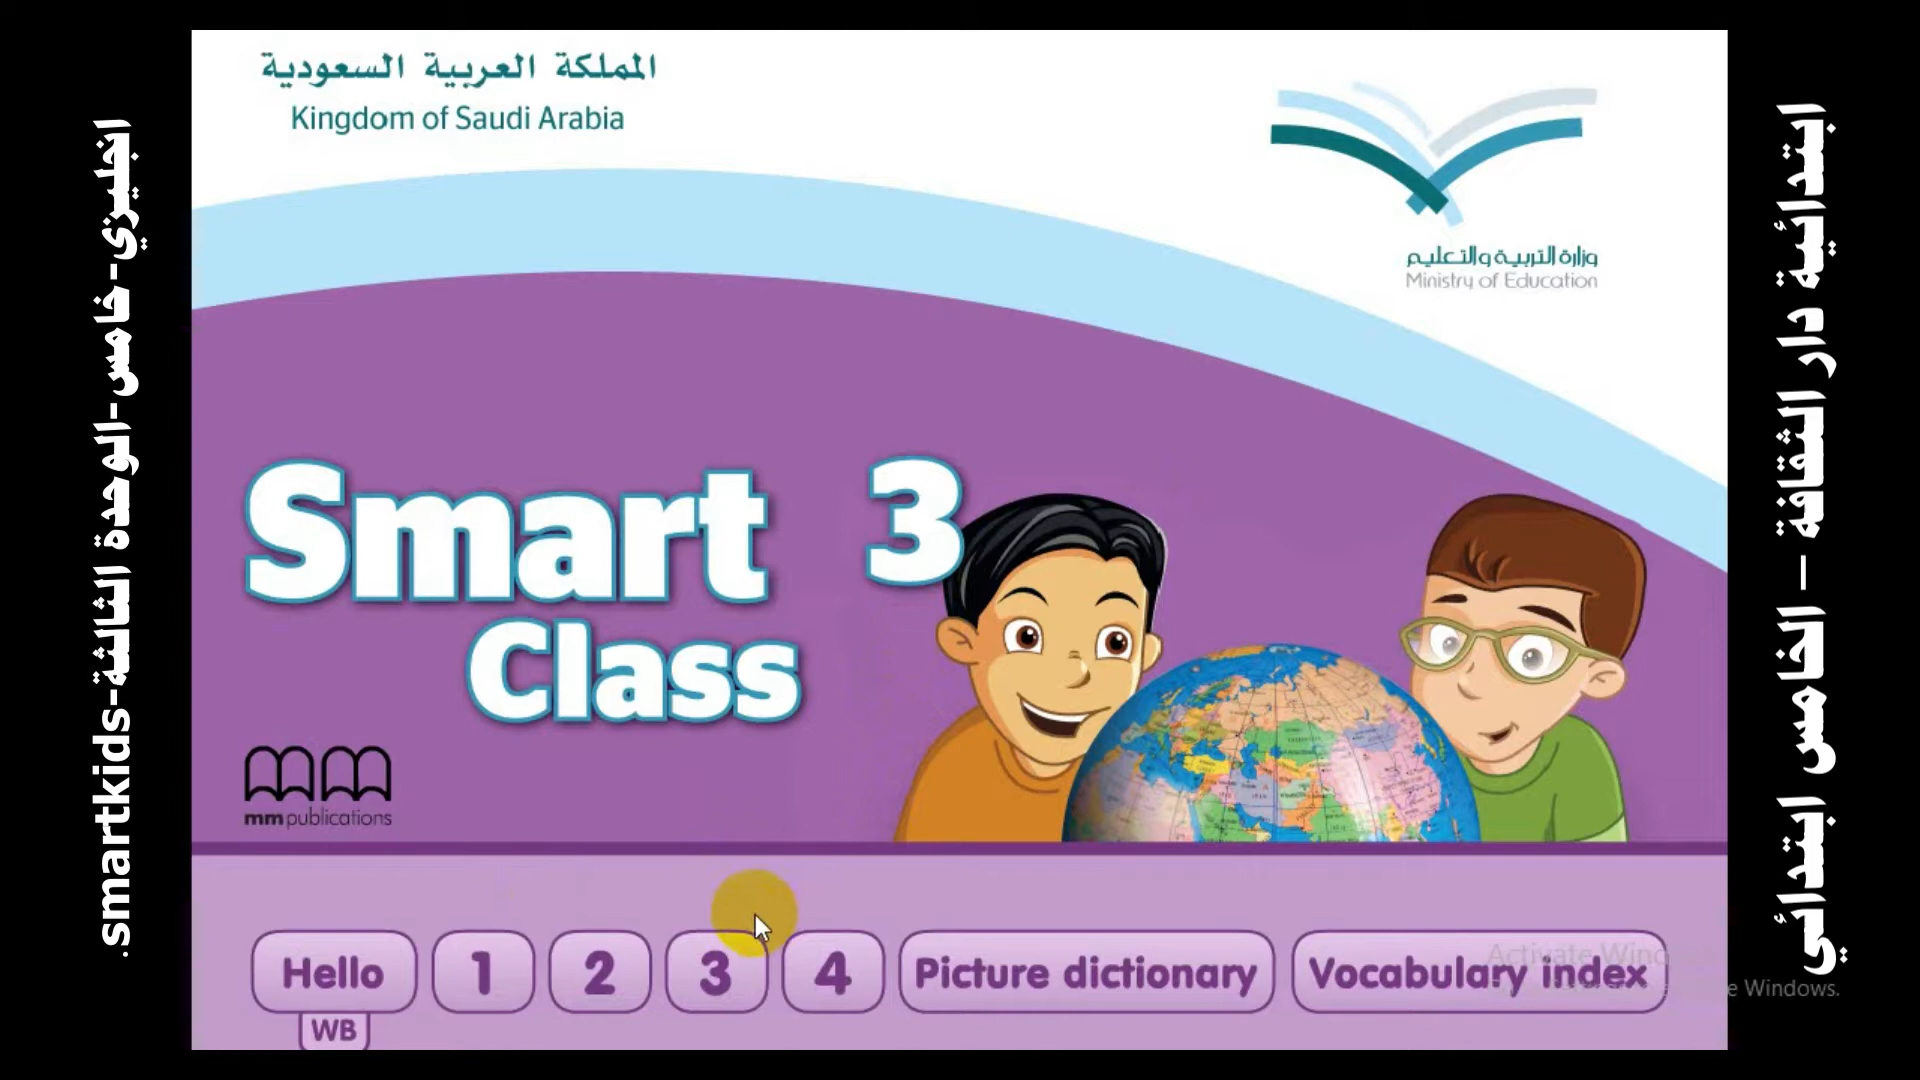 المملكة العربية السعودية
Kingdom of Saudi Arabia
وزارة التربية والتعليم
Ministry of Education
Smart 3
Class
mmpublications
Hello
1
2
3
4
Picture dictionary
Vocabulary index
WB
Activate Wind
e Windows.
انجليزي-خامس-الوحدة الثالثة-smartkids.
ابتدائية دار الثقافة – الخامس ابتدائي